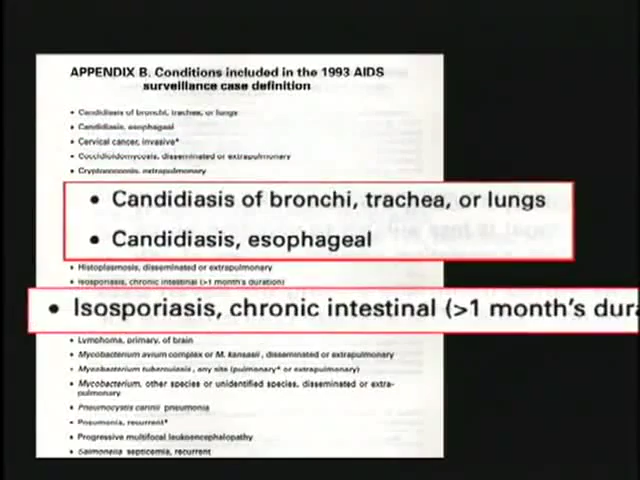 APPENDIX B. Conditions included in the 1993 AIDS
surveillance case definition
• Candidiasis of bronchi, trachea, or lungs
• Candidiasis, esophageal
• Cervical cancer, invasive*
• Coccidioidomycosis, disseminated or extrapulmonary
• Cryptococcosis, extrapulmonary
• Candidiasis of bronchi, trachea, or lungs
• Candidiasis, esophageal
• Histoplasmosis, disseminated or extrapulmonary
• Isosporiasis, chronic intestinal (>1 month's duration)
• Isosporiasis, chronic intestinal (>1 month's dura
• Lymphoma, primary, of brain
• Mycobacterium avium complex or M. kansasii, disseminated or extrapulmonary
• Mycobacterium tuberculosis, any site (pulmonary* or extrapulmonary)
• Mycobacterium, other species or unidentified species, disseminated or extra-
pulmonary
• Pneumocystis carinii pneumonia
• Pneumonia, recurrent*
• Progressive multifocal leukoencephalopathy
• Salmonella septicemia, recurrent